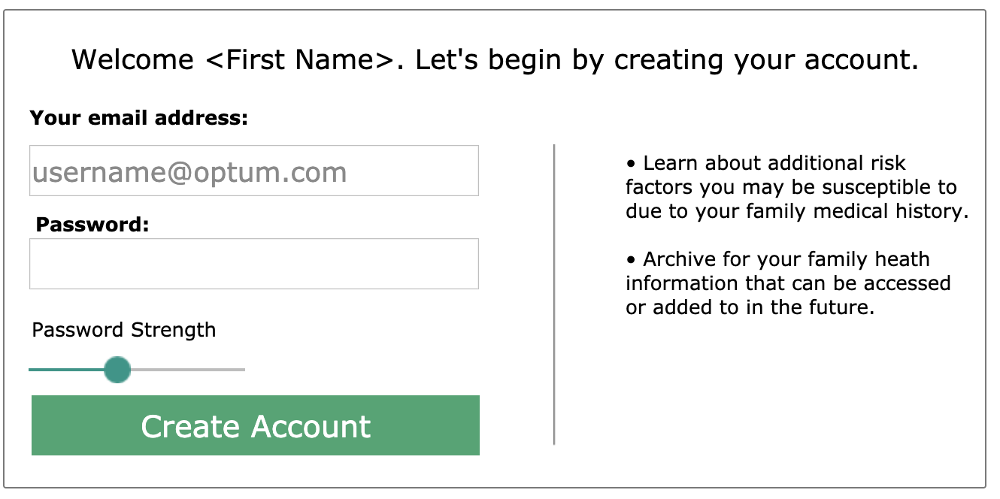 Welcome <First Name>. Let's begin by creating your account.
Your email address:
username@optum.com
Password:
Password Strength
Create Account
• Learn about additional risk
factors you may be susceptible to
due to your family medical history.
• Archive for your family heath
information that can be accessed
or added to in the future.